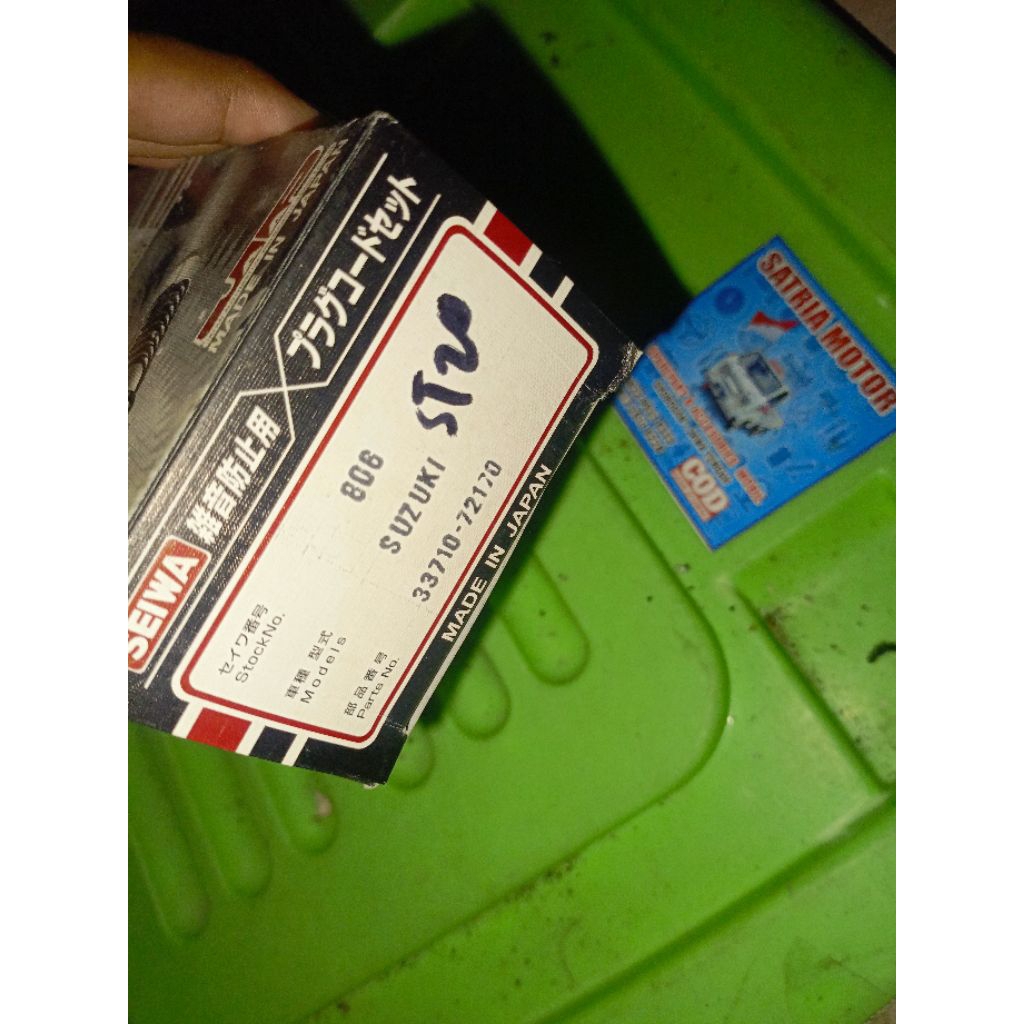 MADE IN JAPAN
SEIWA
雑音防止用
プラグコードセット
セイワ番号
StockNo.
806
車種 型式
Models
SUZUKI
ST20
部品番号
Parts No.
33710-72170
MADE IN JAPAN
SATRIA MOTOR
COD